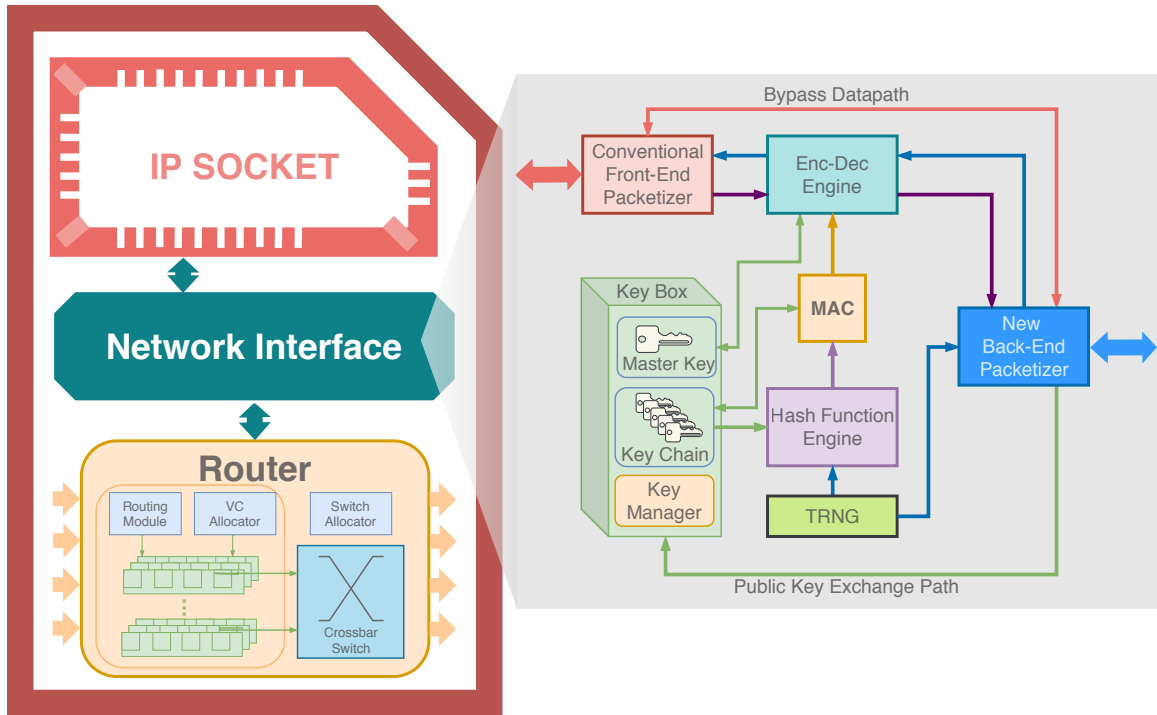 IP SOCKET
Network Interface
Router
Routing
Module
VC
Allocator
Switch
Allocator
Crossbar
Switch
Bypass Datapath
Conventional
Front-End
Packetizer
Enc-Dec
Engine
Key Box
Master Key
Key Chain
Key
Manager
MAC
Hash Function
Engine
TRNG
New
Back-End
Packetizer
Public Key Exchange Path